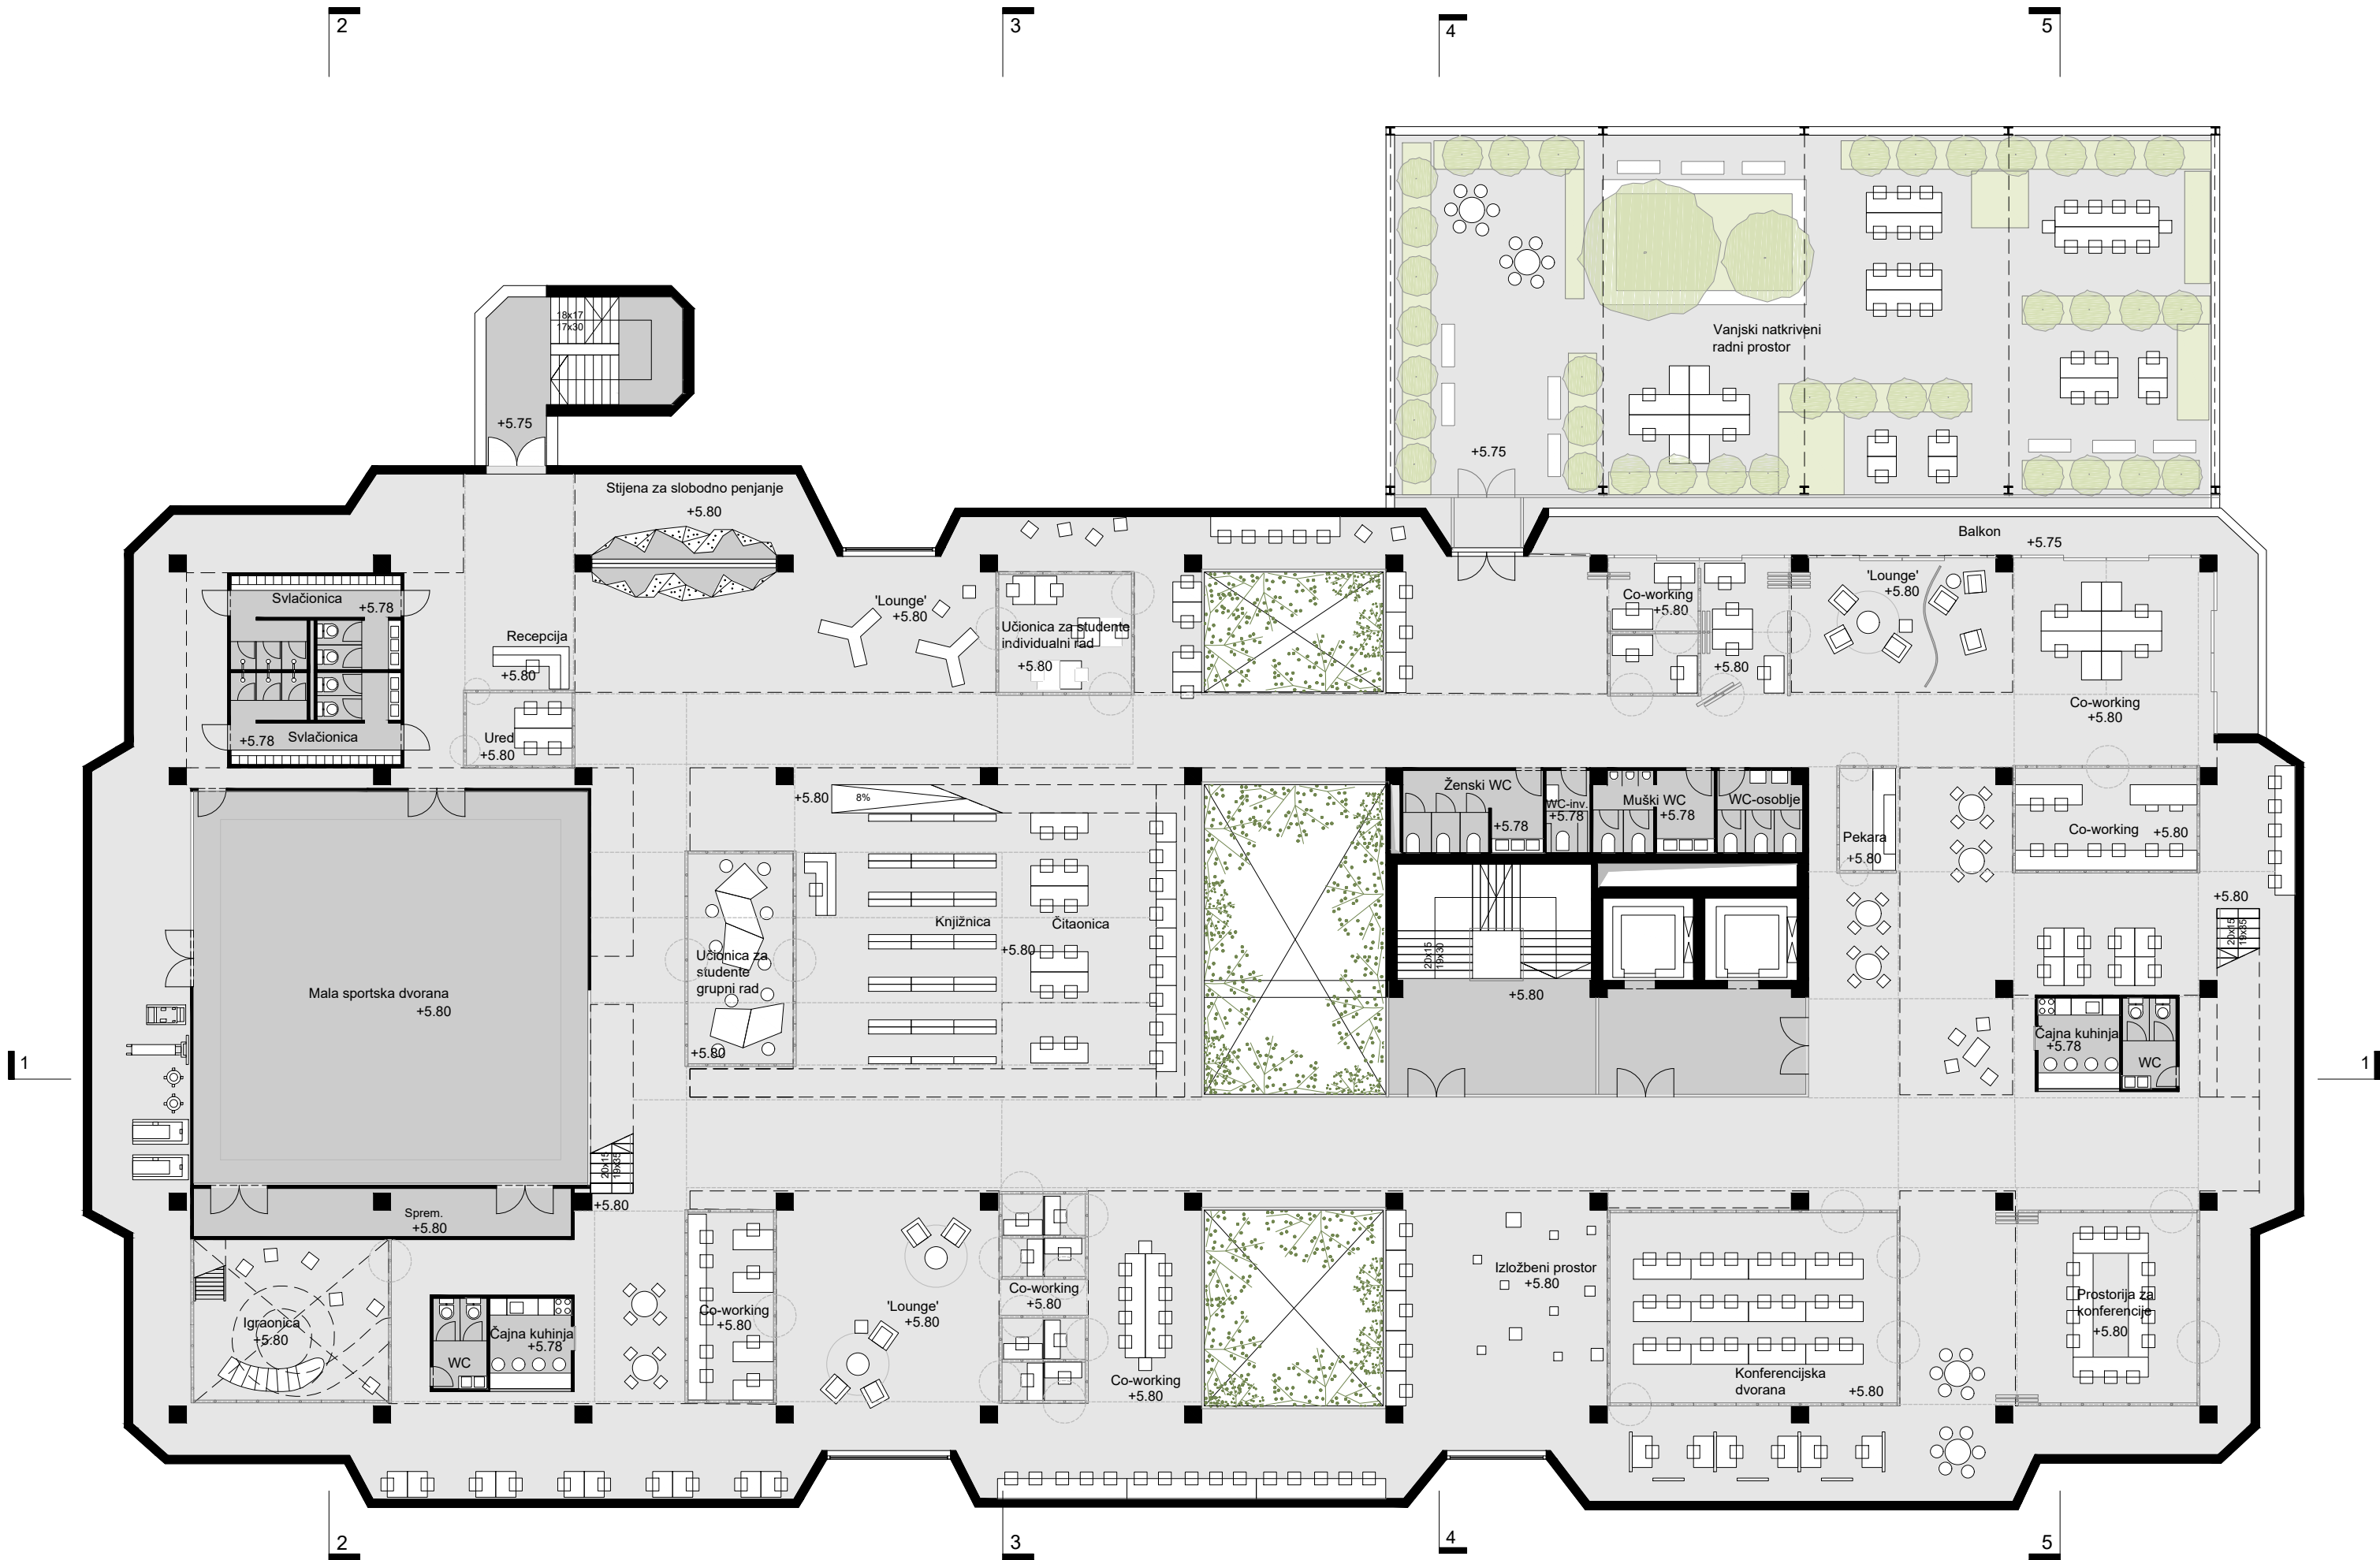 2
3
4
5
18x17
17x30
+5.75
Stijena za slobodno penjanje
+5.80
Vanjski natkriveni
radni prostor
+5.75
Balkon
+5.75
Svlačionica
+5.78
Recepcija
+5.80
'Lounge'
+5.80
Učionica za studente
individualni rad
+5.80
Co-working
+5.80
+5.80
'Lounge'
+5.80
Co-working
+5.80
Svlačionica
+5.78
Ured
+5.80
+5.80
8%
Ženski WC
+5.78
WC-inv.
+5.78
Muški WC
+5.78
WC-osoblje
Pekara
+5.80
Co-working
+5.80
+5.80
20x15
19x35
Knjižnica
Čitaonica
+5.80
Učionica za
studente
grupni rad
+5.80
20x15
19x30
+5.80
Mala sportska dvorana
+5.80
Čajna kuhinja
+5.78
WC
1
1
20x15
19x35
+5.80
Sprem.
+5.80
Igraonica
+5.80
Čajna kuhinja
+5.78
WC
Co-working
+5.80
'Lounge'
+5.80
Co-working
+5.80
Co-working
+5.80
Izložbeni prostor
+5.80
Konferencijska
dvorana
+5.80
Prostorija za
konferencije
+5.80
2
3
4
5